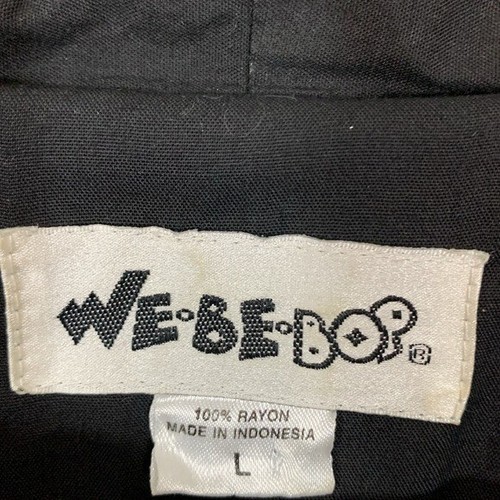 WE·BE·BOP®
100% RAYON
MADE IN INDONESIA
L